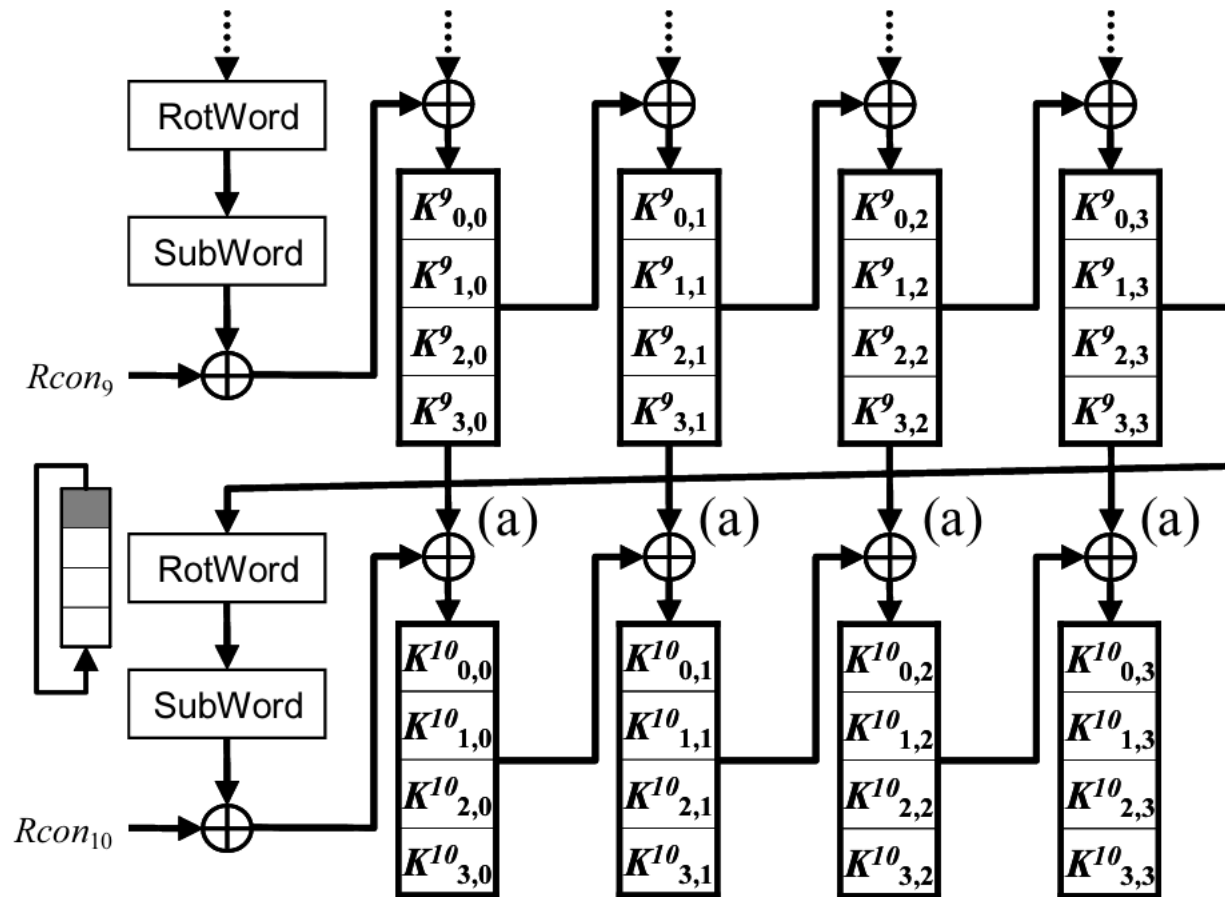 RotWord
SubWord
Rcon₉
K⁹₀,₀ K⁹₀,₁ K⁹₀,₂ K⁹₀,₃
K⁹₁,₀ K⁹₁,₁ K⁹₁,₂ K⁹₁,₃
K⁹₂,₀ K⁹₂,₁ K⁹₂,₂ K⁹₂,₃
K⁹₃,₀ K⁹₃,₁ K⁹₃,₂ K⁹₃,₃
(a) (a) (a) (a)
RotWord
SubWord
Rcon₁₀
K¹⁰₀,₀ K¹⁰₀,₁ K¹⁰₀,₂ K¹⁰₀,₃
K¹⁰₁,₀ K¹⁰₁,₁ K¹⁰₁,₂ K¹⁰₁,₃
K¹⁰₂,₀ K¹⁰₂,₁ K¹⁰₂,₂ K¹⁰₂,₃
K¹⁰₃,₀ K¹⁰₃,₁ K¹⁰₃,₂ K¹⁰₃,₃